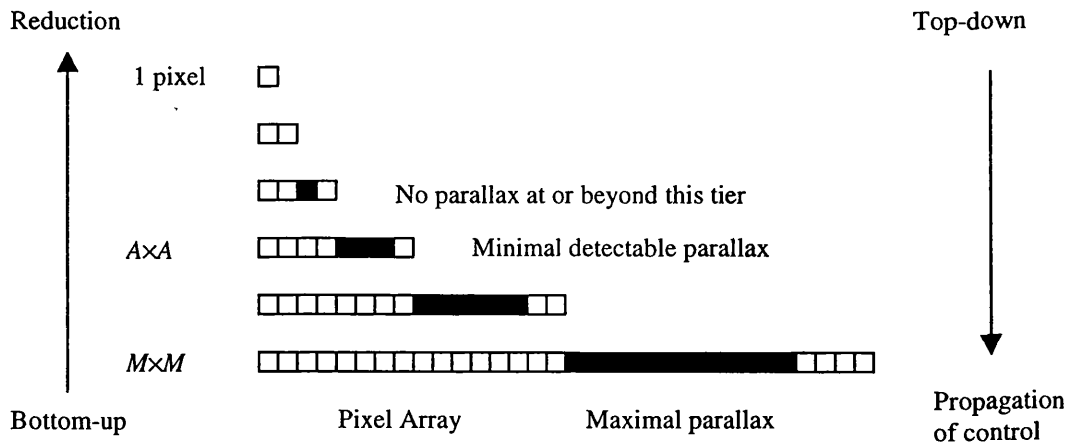 Reduction
Top-down
1 pixel
No parallax at or beyond this tier
A×A
Minimal detectable parallax
M×M
Bottom-up
Pixel Array
Maximal parallax
Propagation
of control